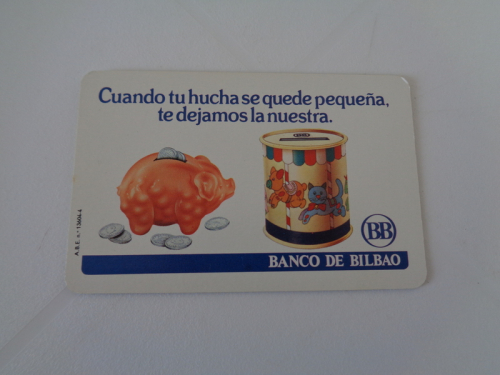 Cuando tu hucha se quede pequeña,
te dejamos la nuestra.
BB
BANCO DE BILBAO